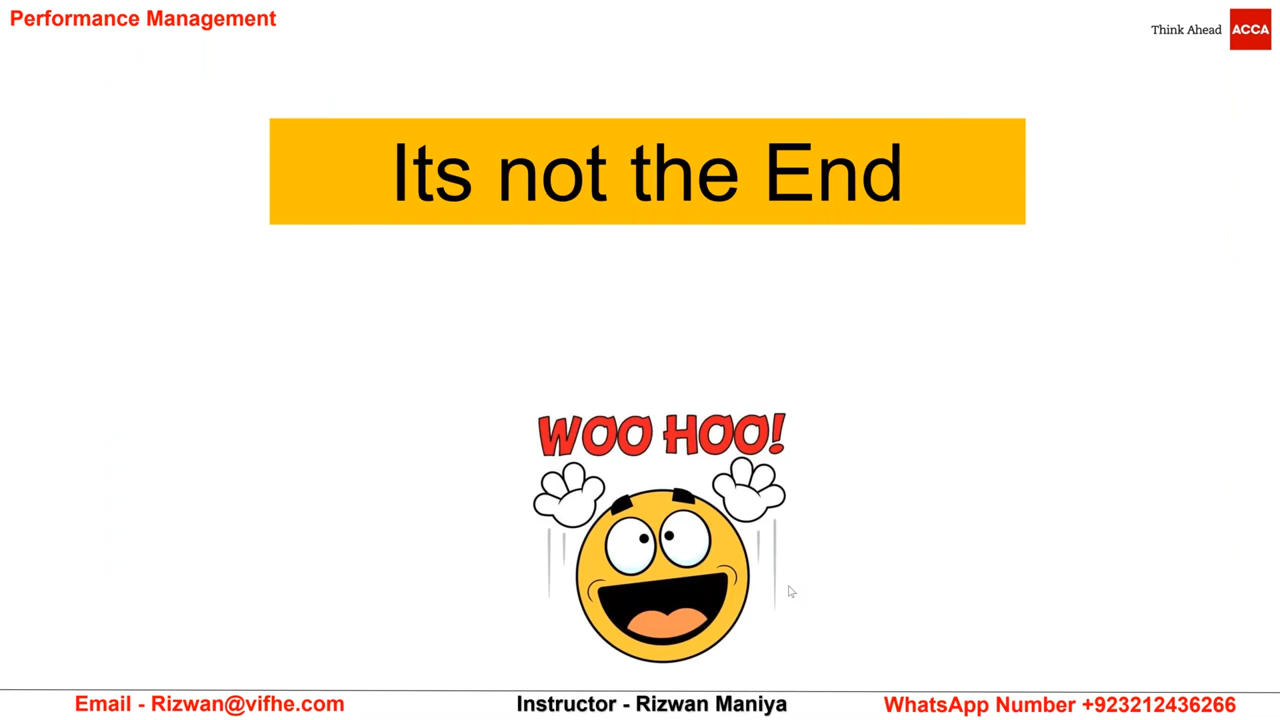 Performance Management
Think Ahead ACCA
Its not the End
WOO HOO!
Email - Rizwan@vifhe.com
Instructor - Rizwan Maniya
WhatsApp Number +923212436266